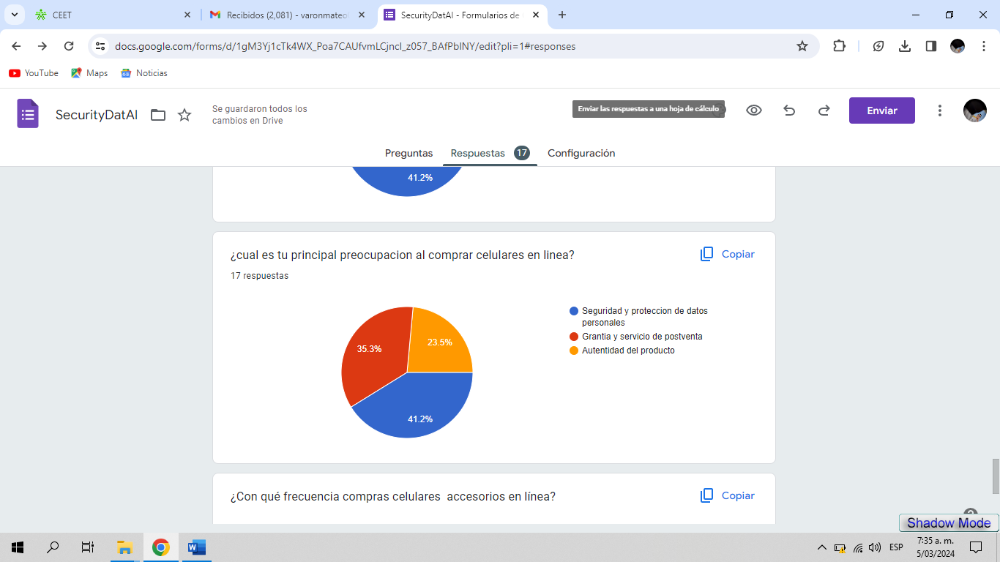 CEET
Recibidos (2,081) - varonmateo
SecurityDatAI - Formularios de
docs.google.com/forms/d/1gM3Yj1cTk4WX_Poa7CAUfvmLCjncl_z057_BAfPbINY/edit?pli=1#responses
YouTube
Maps
Noticias
SecurityDatAI
Se guardaron todos los
cambios en Drive
Enviar las respuestas a una hoja de cálculo
Enviar
Preguntas
Respuestas 17
Configuración
41.2%
¿cual es tu principal preocupacion al comprar celulares en linea?
Copiar
17 respuestas
35.3%
23.5%
41.2%
Seguridad y proteccion de datos
personales
Grantia y servicio de postventa
Autentidad del producto
¿Con qué frecuencia compras celulares  accesorios en línea?
Copiar
Shadow Mode
ESP
7:35 a. m.
5/03/2024